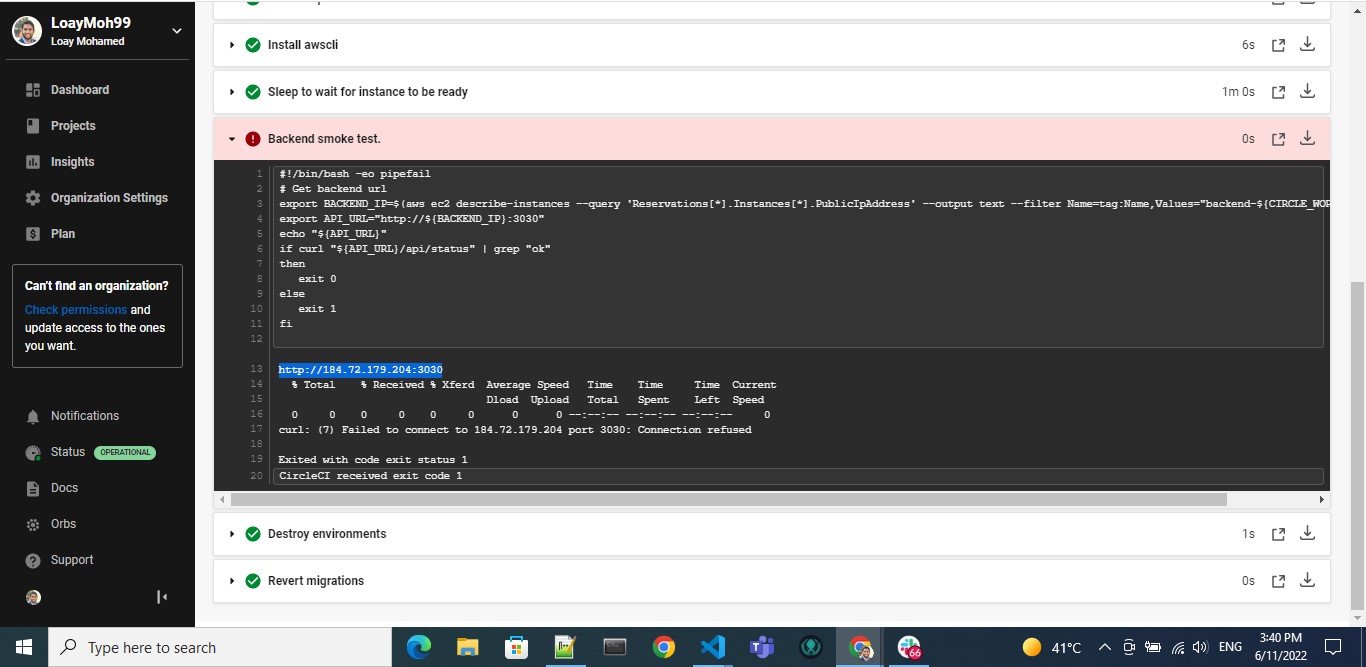 LoayMoh99
Loay Mohamed
Dashboard
Projects
Insights
Organization Settings
Plan
Can't find an organization?
Check permissions and
update access to the ones
you want.
Notifications
Status OPERATIONAL
Docs
Orbs
Support
Install awscli 6s
Sleep to wait for instance to be ready 1m 0s
Backend smoke test. 0s
1 #!/bin/bash -eo pipefail
2 # Get backend url
3 export BACKEND_IP=$(aws ec2 describe-instances --query 'Reservations[*].Instances[*].PublicIpAddress' --output text --filter Name=tag:Name,Values="backend-${CIRCLE_WOR
4 export API_URL="http://${BACKEND_IP}:3030"
5 echo "${API_URL}"
6 if curl "${API_URL}/api/status" | grep "ok"
7 then
8 exit 0
9 else
10 exit 1
11 fi
12
13 http://184.72.179.204:3030
14 % Total % Received % Xferd Average Speed Time Time Time Current
15 Dload Upload Total Spent Left Speed
16 0 0 0 0 0 0 0 0 --:--:-- --:--:-- --:--:-- 0
17 curl: (7) Failed to connect to 184.72.179.204 port 3030: Connection refused
18
19 Exited with code exit status 1
20 CircleCI received exit code 1
Destroy environments 1s
Revert migrations 0s
Type here to search
66
41°C
ENG
3:40 PM
6/11/2022